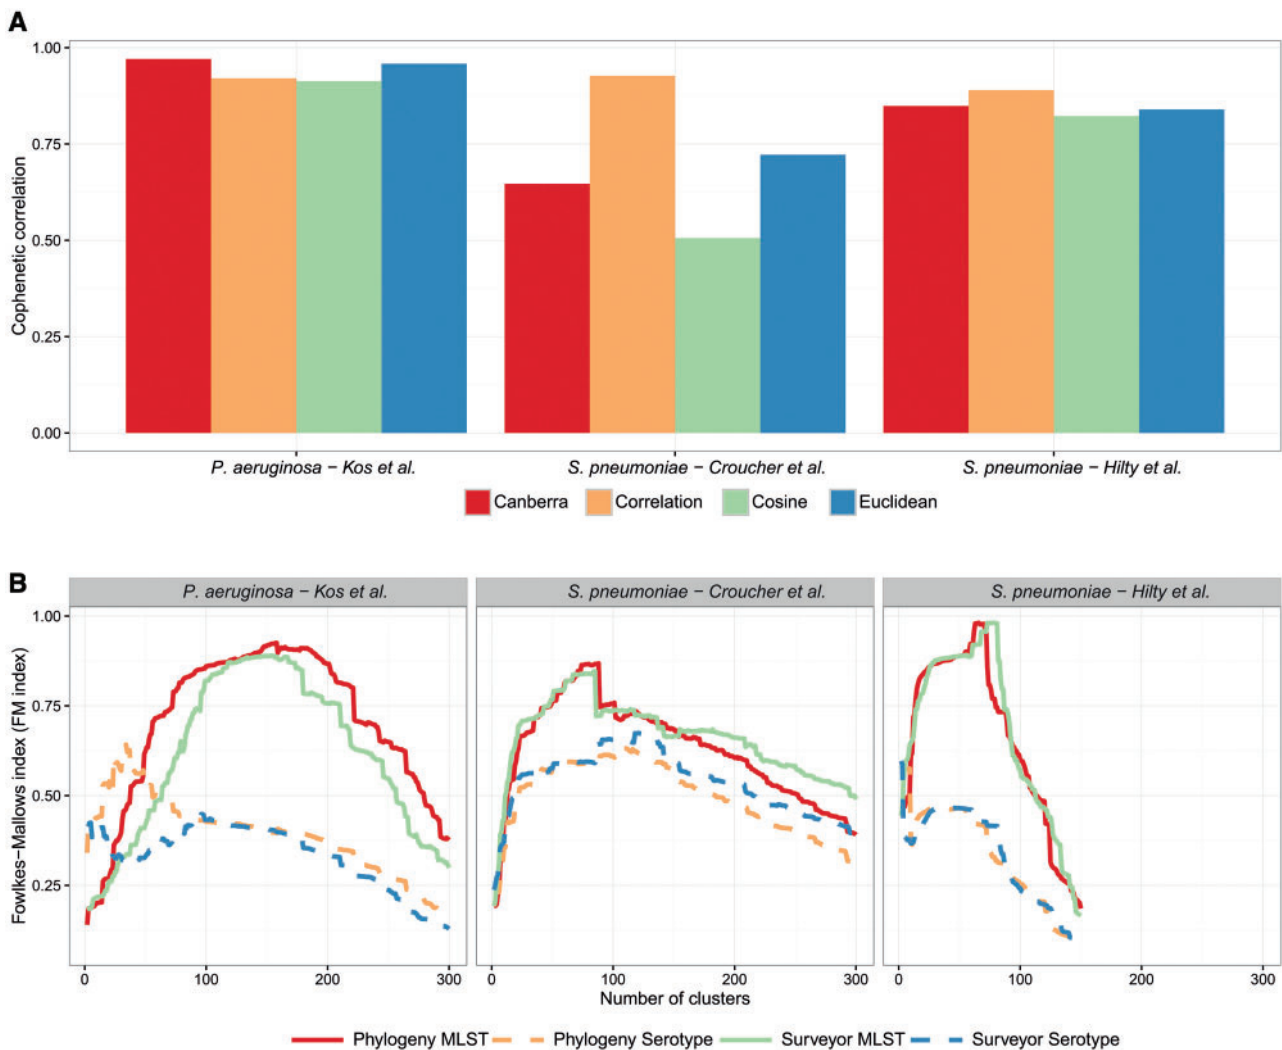 A
1.00
0.75
0.50
0.25
0.00
Cophenetic correlation
P. aeruginosa − Kos et al.
S. pneumoniae − Croucher et al.
S. pneumoniae − Hilty et al.
Canberra
Correlation
Cosine
Euclidean
B
P. aeruginosa − Kos et al.
S. pneumoniae − Croucher et al.
S. pneumoniae − Hilty et al.
1.00
0.75
0.50
0.25
Fowlkes−Mallows index (FM index)
0 100 200 300
0 100 200 300
0 100 200 300
Number of clusters
Phylogeny MLST
Phylogeny Serotype
Surveyor MLST
Surveyor Serotype